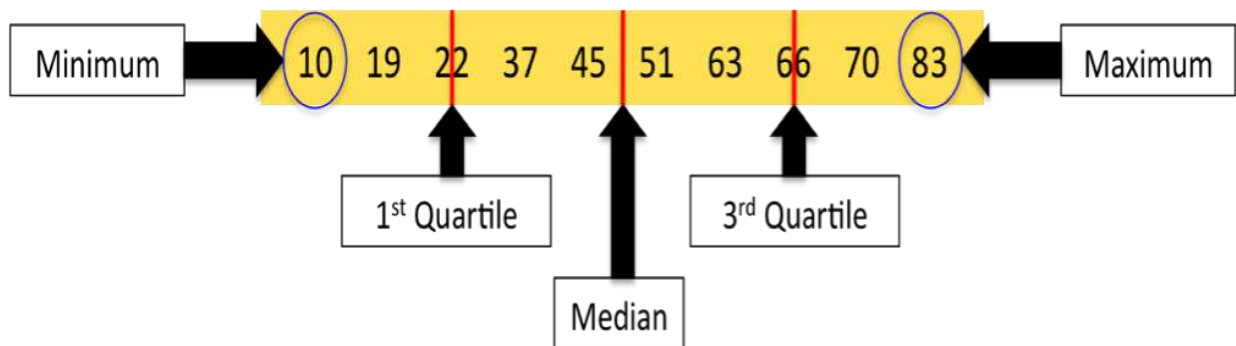 Minimum 10 19 22 37 45 51 63 66 70 83 Maximum
1st Quartile 3rd Quartile
Median